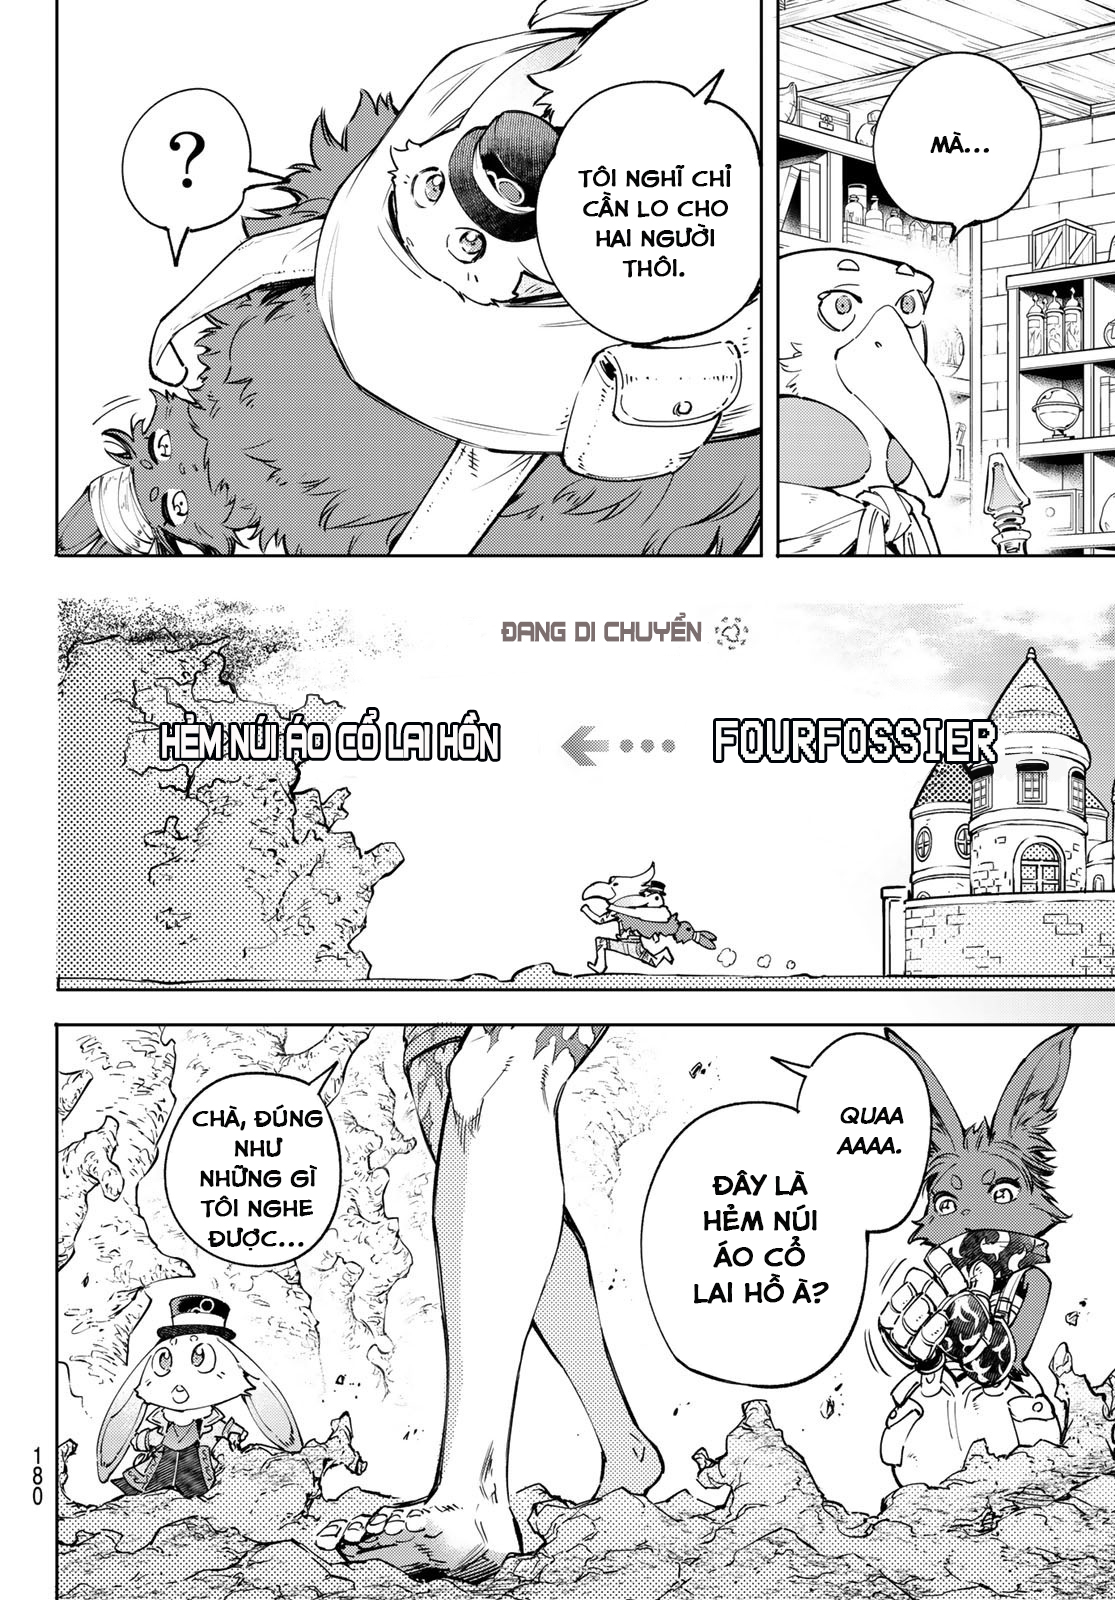 MÀ...
TÔI NGHĨ CHỈ
CẦN LO CHO
HAI NGƯỜI
THÔI.
?
ĐANG DI CHUYỂN
FOURFOSSIER
HẺM NÚI ÁO CỔ LAI HỒN
QUAA
AAAA.
ĐÂY LÀ
HẺM NÚI
ÁO CỔ
LAI HỒ À?
CHÀ, ĐÚNG
NHƯ
NHỮNG GÌ
TÔI NGHE
ĐƯỢC...
180